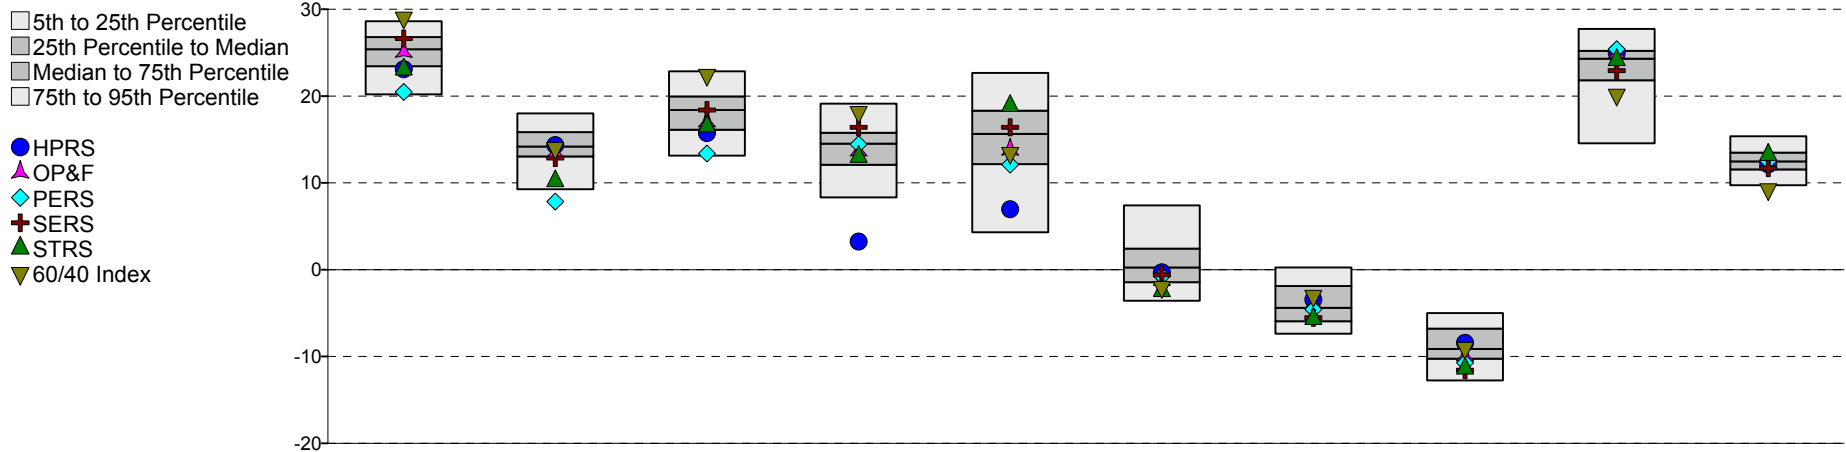 5th to 25th Percentile
25th Percentile to Median
Median to 75th Percentile
75th to 95th Percentile
HPRS
OP&F
PERS
SERS
STRS
60/40 Index
30
20
10
0
-10
-20